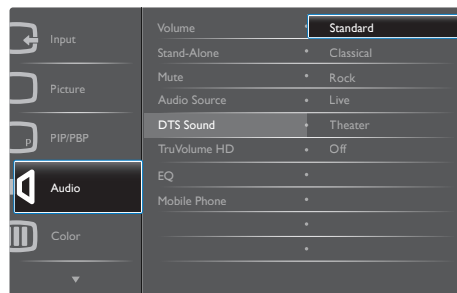 Input
Picture
P
PIP/PBP
Audio
Color
Volume
Stand-Alone
Mute
Audio Source
DTS Sound
TruVolume HD
EQ
Mobile Phone
Standard
Classical
Rock
Live
Theater
Off